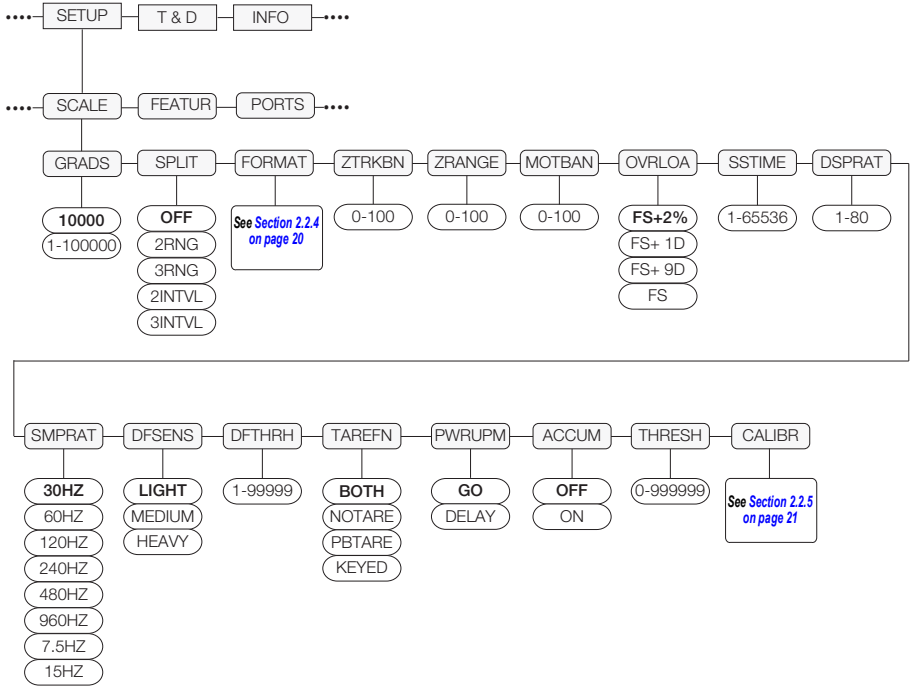 SETUP T & D INFO
SCALE FEATUR PORTS
GRADS SPLIT FORMAT ZTRKBN ZRANGE MOTBAN OVRLOA SSTIME DSPRAT
10000 OFF See Section 2.2.4 on page 20 0-100 0-100 0-100 FS+2% 1-65536 1-80
1-100000 2RNG FS+ 1D
3RNG FS+ 9D
2INTVL FS
3INTVL
SMPRAT DFSENS DFTHRH TAREFN PWRUPM ACCUM THRESH CALIBR
30HZ LIGHT 1-99999 BOTH GO OFF 0-999999 See Section 2.2.5 on page 21
60HZ MEDIUM NOTARE DELAY ON
120HZ HEAVY PBTARE
240HZ KEYED
480HZ
960HZ
7.5HZ
15HZ